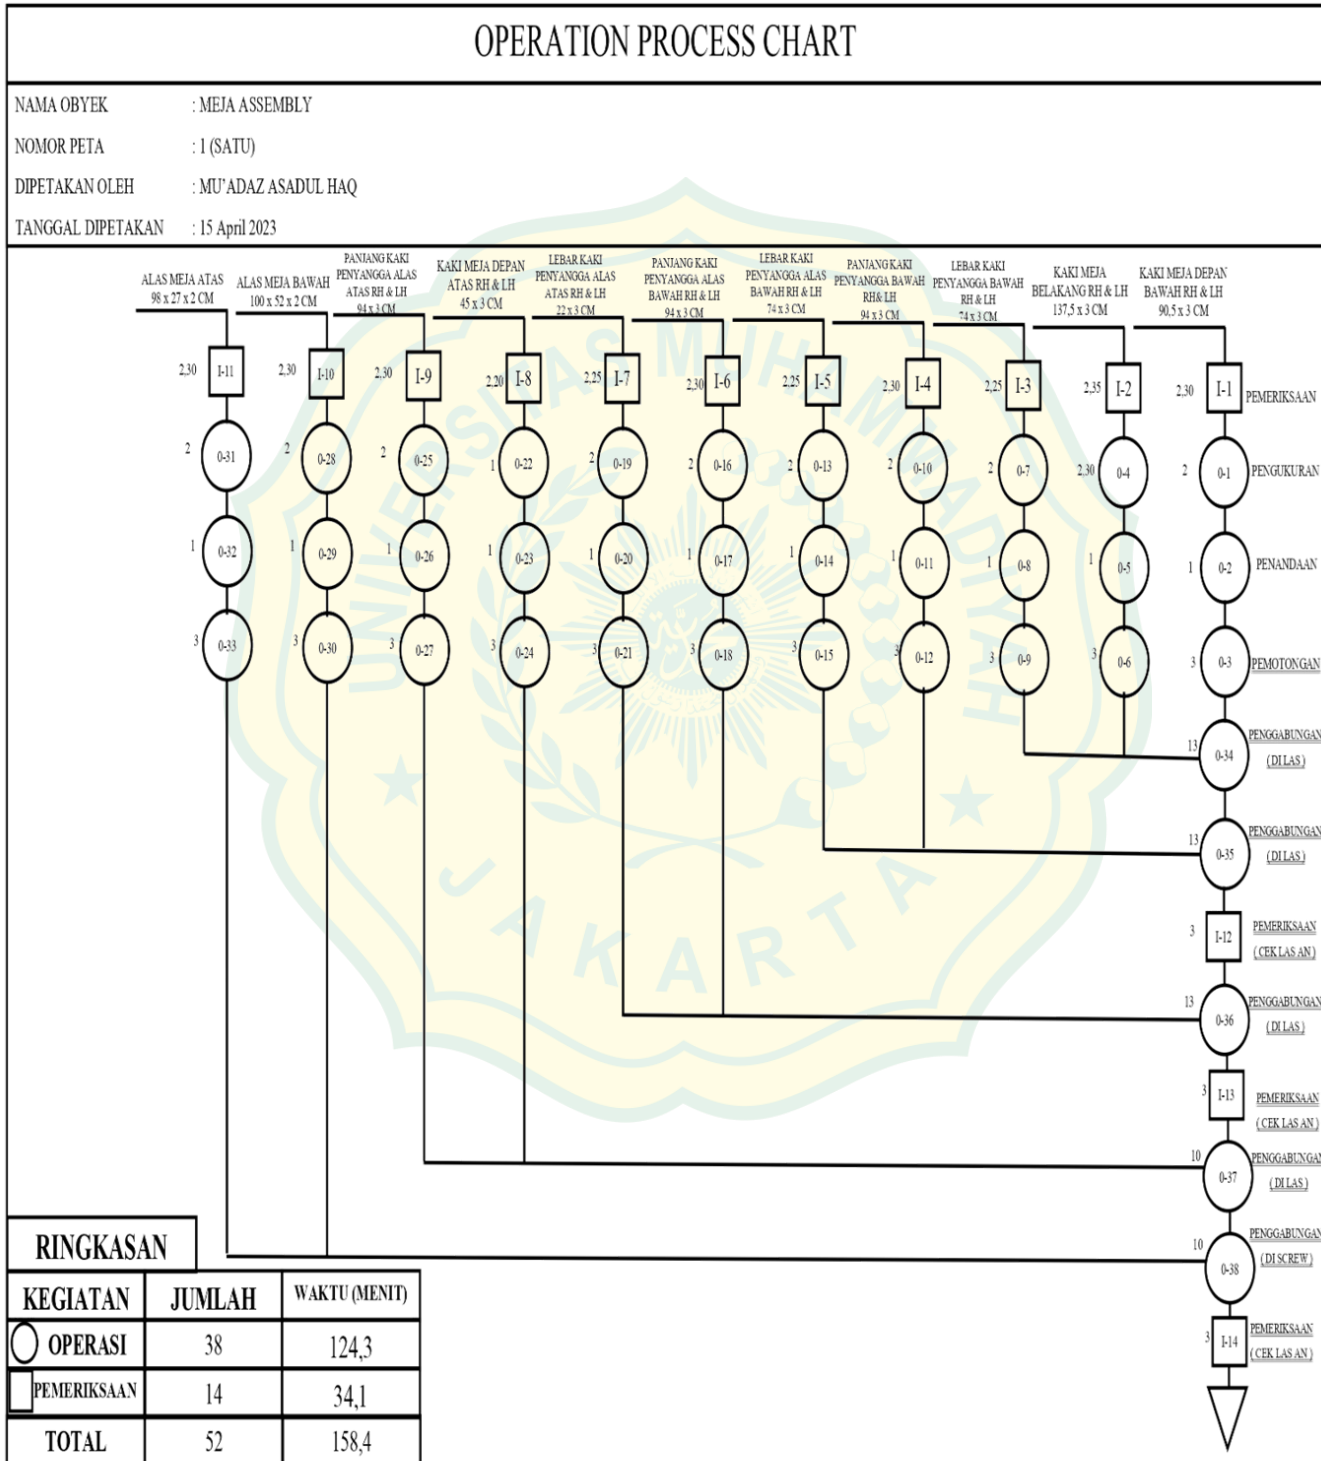 OPERATION PROCESS CHART
NAMA OBYEK : MEJA ASSEMBLY
NOMOR PETA : 1 (SATU)
DIPETAKAN OLEH : MU'ADAZ ASADUL HAQ
TANGGAL DIPETAKAN : 15 April 2023
ALAS MEJA ATAS
98 x 27 x 2 CM
ALAS MEJA BAWAH
100 x 52 x 2 CM
PANJANG KAKI
PENYANGGA ALAS
ATAS RH & LH
94 x 3 CM
KAKI MEJA DEPAN
ATAS RH & LH
45 x 3 CM
LEBAR KAKI
PENYANGGA ALAS
ATAS RH & LH
22 x 3 CM
PANJANG KAKI
PENYANGGA ALAS
BAWAH RH & LH
94 x 3 CM
LEBAR KAKI
PENYANGGA ALAS
BAWAH RH & LH
74 x 3 CM
PANJANG KAKI
PENYANGGA BAWAH
RH& LH
94 x 3 CM
LEBAR KAKI
PENYANGGA BAWAH
RH & LH
74 x 3 CM
KAKI MEJA
BELAKANG RH & LH
137,5 x 3 CM
KAKI MEJA DEPAN
BAWAH RH & LH
90,5 x 3 CM
2,30 I-11 2,30 I-10 2,30 I-9 2,20 I-8 2,25 I-7 2,30 I-6 2,25 I-5 2,30 I-4 2,25 I-3 2,35 I-2 2,30 I-1 PEMERIKSAAN
2 0-31 2 0-28 2 0-25 1 0-22 2 0-19 2 0-16 2 0-13 2 0-10 2 0-7 2,30 0-4 2 0-1 PENGUKURAN
1 0-32 1 0-29 1 0-26 1 0-23 1 0-20 1 0-17 1 0-14 1 0-11 1 0-8 1 0-5 1 0-2 PENANDAAN
3 0-33 3 0-30 3 0-27 3 0-24 3 0-21 3 0-18 3 0-15 3 0-12 3 0-9 3 0-6 3 0-3 PEMOTONGAN
13 0-34 PENGGABUNGAN
(DI LAS)
13 0-35 PENGGABUNGAN
(DI LAS)
3 I-12 PEMERIKSAAN
( CEK LAS AN )
13 0-36 PENGGABUNGAN
(DI LAS)
3 I-13 PEMERIKSAAN
( CEK LAS AN )
10 0-37 PENGGABUNGAN
(DI LAS)
10 0-38 PENGGABUNGAN
(DI SCREW)
3 I-14 PEMERIKSAAN
( CEK LAS AN )
UNIVERSITAS MUHAMMADIYAH
JAKARTA
RINGKASAN
KEGIATAN JUMLAH WAKTU (MENIT)
OPERASI 38 124,3
PEMERIKSAAN 14 34,1
TOTAL 52 158,4